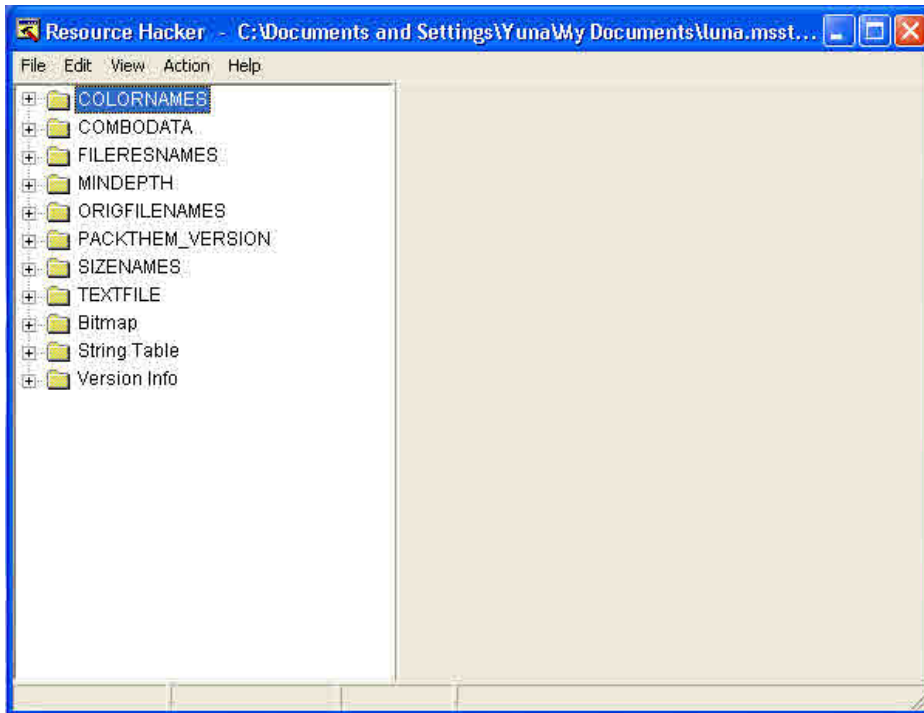 Resource Hacker - C:\Documents and Settings\Yuna\My Documents\luna.msst...
File Edit View Action Help
COLORNAMES
COMBODATA
FILERESNAMES
MINDEPTH
ORIGFILENAMES
PACKTHEM_VERSION
SIZENAMES
TEXTFILE
Bitmap
String Table
Version Info